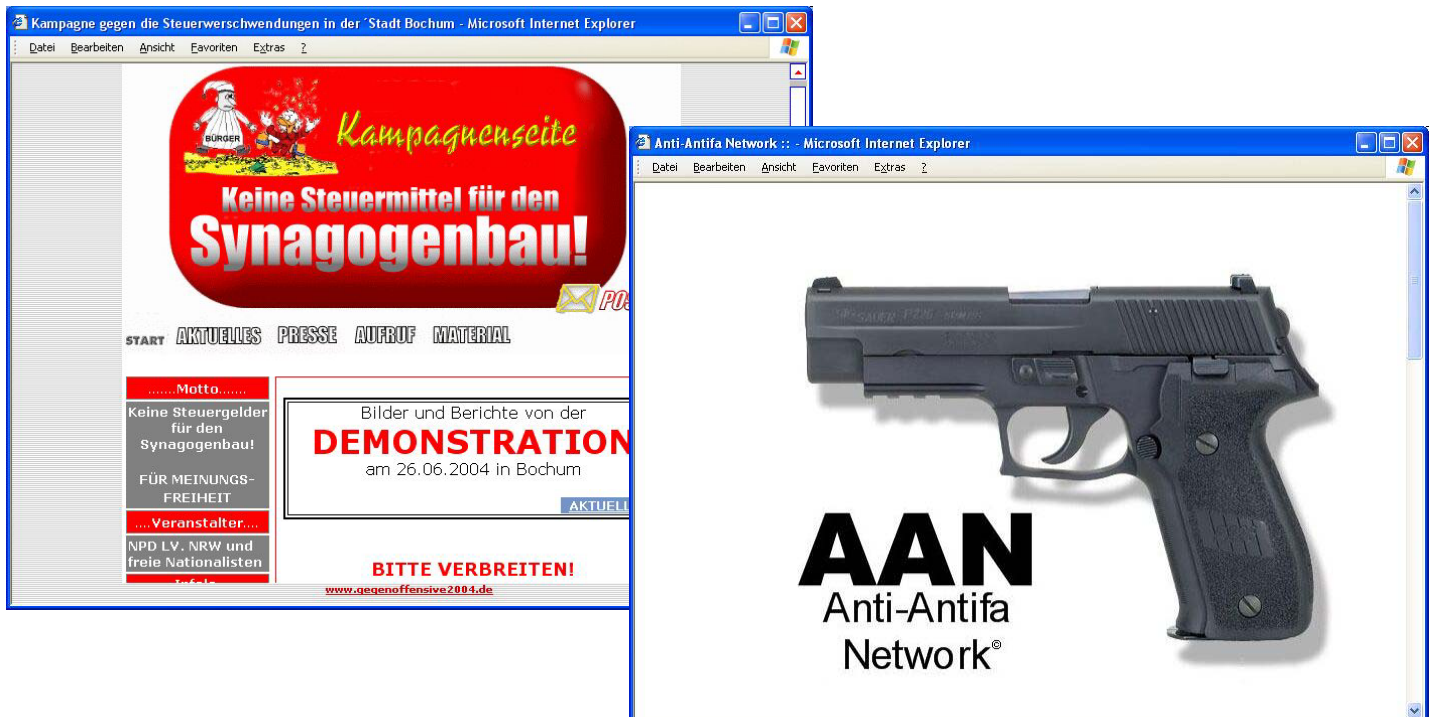 Kampagne gegen die Steuerwerschwendungen in der ´Stadt Bochum - Microsoft Internet Explorer
Datei Bearbeiten Ansicht Favoriten Extras ?
BÜRGER
Kampagnenseite
Keine Steuermittel für den
Synagogenbau!
START AKTUELLES PRESSE AUFRUF MATERIAL
.......Motto.......
Keine Steuergelder
für den
Synagogenbau!
FÜR MEINUNGS-
FREIHEIT
....Veranstalter....
NPD LV. NRW und
freie Nationalisten
Bilder und Berichte von der
DEMONSTRATION
am 26.06.2004 in Bochum
BITTE VERBREITEN!
www.gegenoffensive2004.de
Anti-Antifa Network :: - Microsoft Internet Explorer
Datei Bearbeiten Ansicht Favoriten Extras ?
AAN
Anti-Antifa
Network©